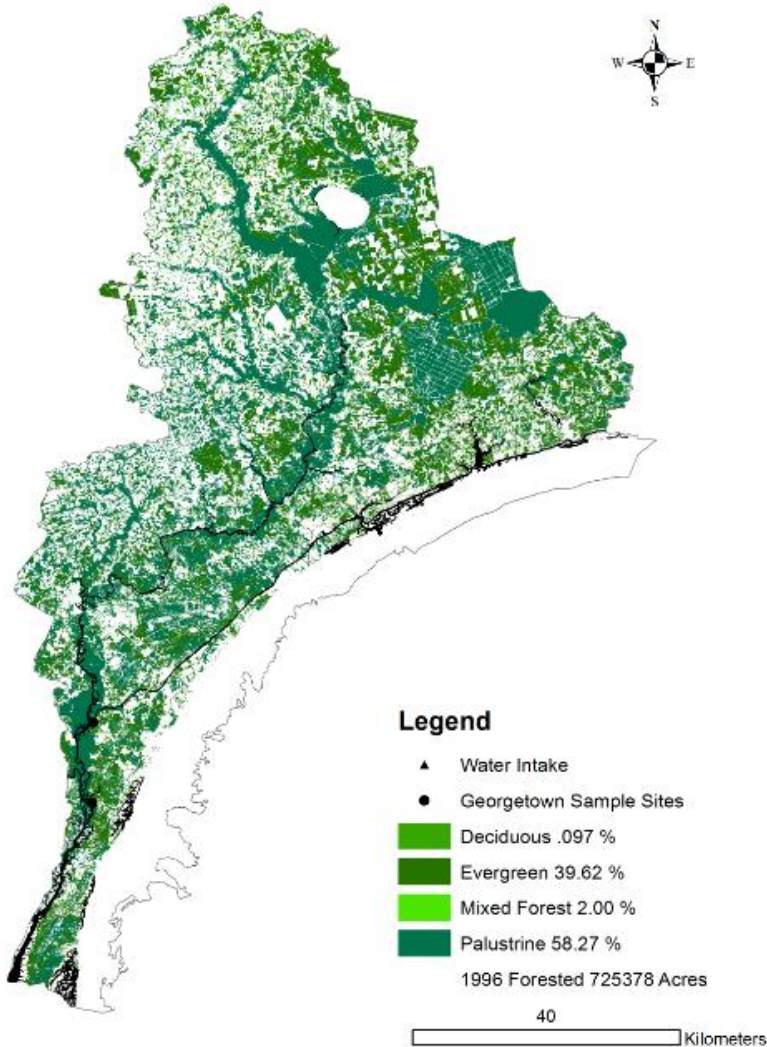 N
W E
S
Legend
Water Intake
Georgetown Sample Sites
Deciduous .097 %
Evergreen 39.62 %
Mixed Forest 2.00 %
Palustrine 58.27 %
1996 Forested 725378 Acres
40
Kilometers